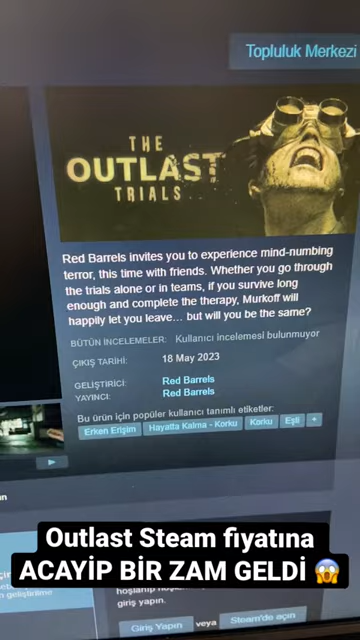 Topluluk Merkezi
THE
OUTLAST
TRIALS
Red Barrels invites you to experience mind-numbing
terror, this time with friends. Whether you go through
the trials alone or in teams, if you survive long
enough and complete the therapy, Murkoff will
happily let you leave… but will you be the same?
BÜTÜN İNCELEMELER: Kullanıcı incelemesi bulunmuyor
ÇIKIŞ TARİHİ: 18 May 2023
GELİŞTİRİCİ: Red Barrels
YAYINCI: Red Barrels
Bu ürün için popüler kullanıcı tanımlı etiketler:
Erken Erişim Hayatta Kalma - Korku Korku Eşli +
Outlast Steam fiyatına
ACAYİP BİR ZAM GELDİ 😱
giriş yapın.
Giriş Yapın veya Steam'de açın